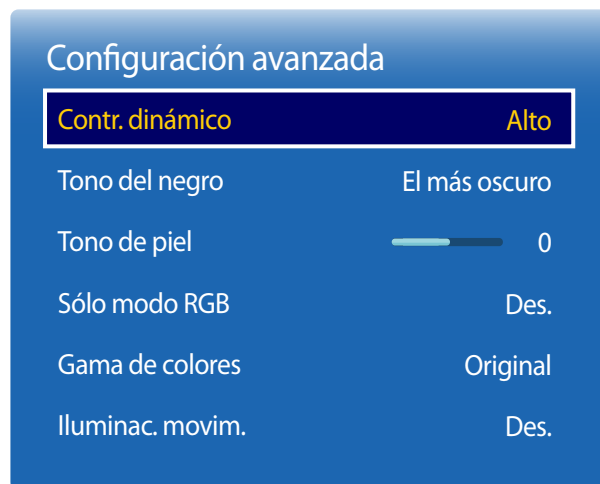 Configuración avanzada
Contr. dinámico Alto
Tono del negro El más oscuro
Tono de piel 0
Sólo modo RGB Des.
Gama de colores Original
Iluminac. movim. Des.